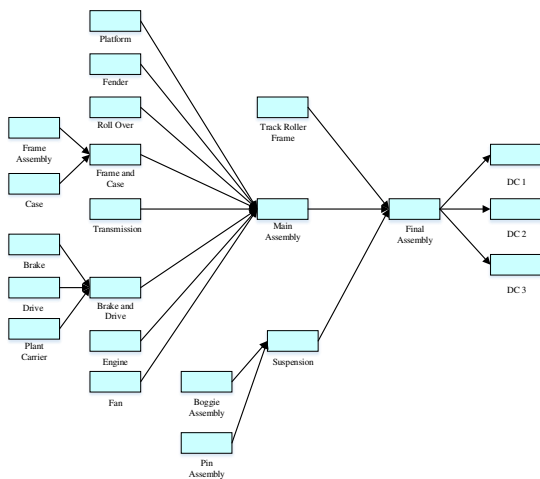 Platform
Fender
Roll Over
Track Roller
Frame
Frame
Assembly
Frame and
Case
DC 1
Case
Transmission
Main
Assembly
Final
Assembly
DC 2
Brake
DC 3
Drive
Brake and
Drive
Plant
Carrier
Engine
Suspension
Fan
Boggie
Assembly
Pin
Assembly